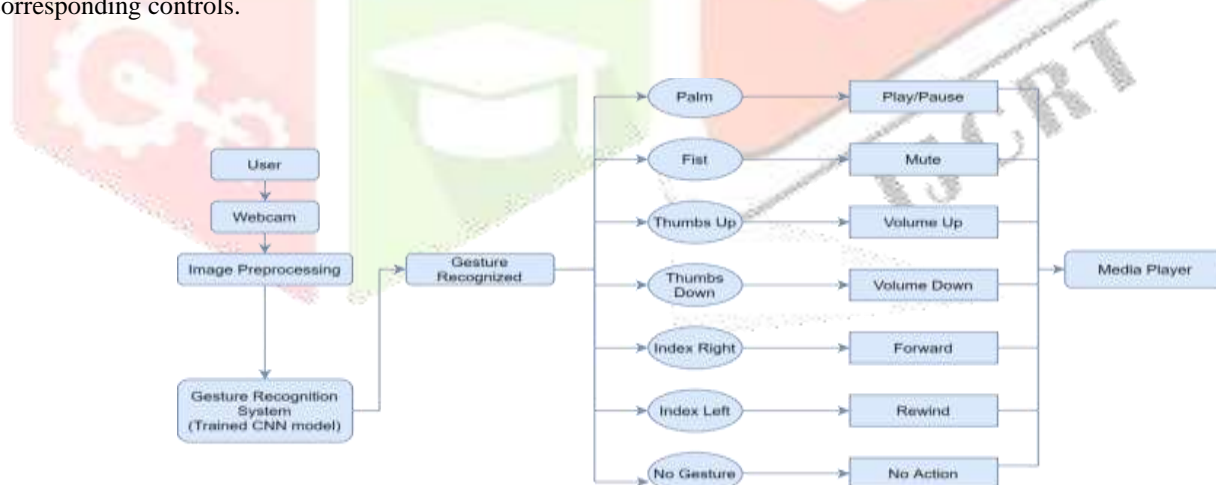 orresponding controls.
User
Webcam
Image Preprocessing
Gesture Recognition
System
(Trained CNN model)
Gesture
Recognized
Palm
Play/Pause
Fist
Mute
Thumbs Up
Volume Up
Thumbs
Down
Volume Down
Index Right
Forward
Index Left
Rewind
No Gesture
No Action
Media Player
IJCRT